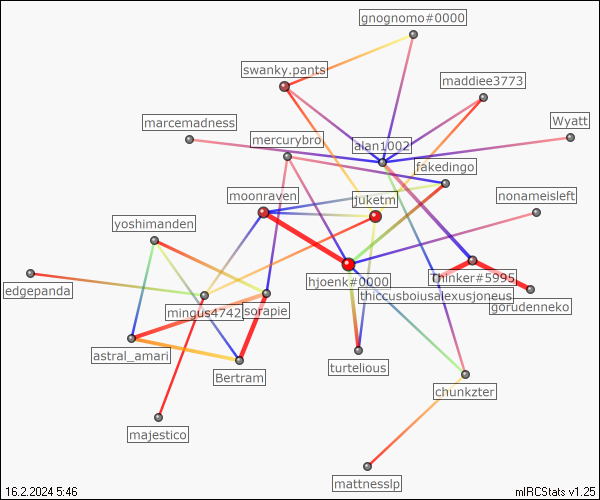 gnognomo#0000
swanky.pants
maddiee3773
marcemadness
Wyatt
mercurybro
alan1002
fakedingo
moonraven
juketm
nonameisleft
yoshimanden
thinker#5995
hjoenk#0000
edgepanda
thiccusboiusalexusjoneus
mingus4742
sorapie
gorudenneko
astral_amari
turtelious
Bertram
chunkzter
majestico
mattnesslp
16.2.2024 5:46
mIRCStats v1.25